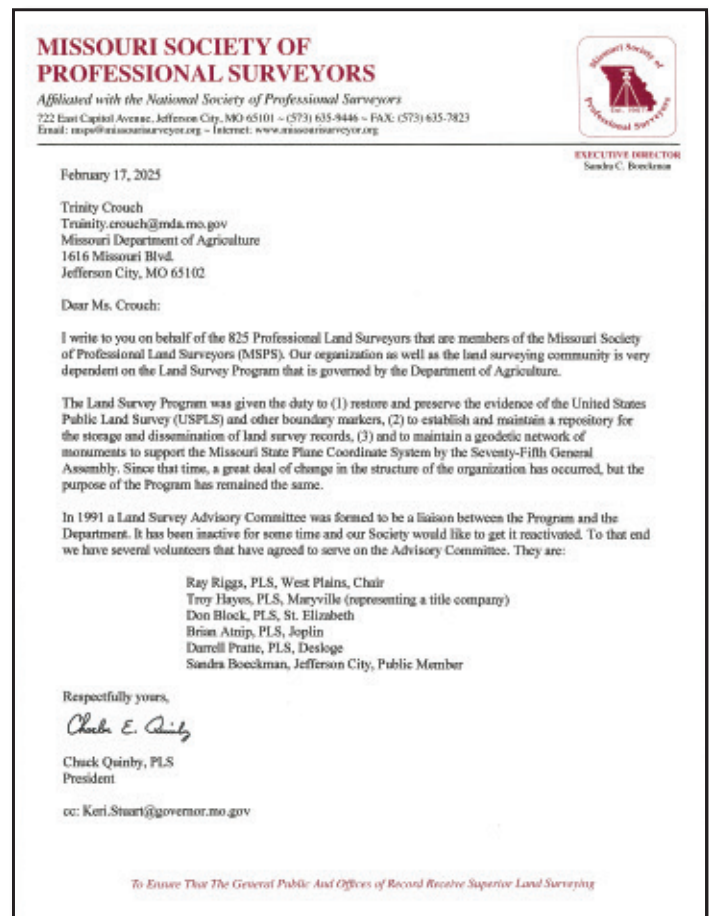 MISSOURI SOCIETY OF
PROFESSIONAL SURVEYORS
Affiliated with the National Society of Professional Surveyors
722 East Capitol Avenue, Jefferson City, MO 65101 ~ (573) 635-9446 ~ FAX: (573) 635-7823
Email: msps@missourisurveyor.org ~ Internet: www.missourisurveyor.org
Missouri Society of
Professional Surveyors
EXECUTIVE DIRECTOR
Sandra C. Boeckman
February 17, 2025
Trinity Crouch
Truinity.crouch@mda.mo.gov
Missouri Department of Agriculture
1616 Missouri Blvd.
Jefferson City, MO 65102
Dear Ms. Crouch:
I write to you on behalf of the 825 Professional Land Surveyors that are members of the Missouri Society
of Professional Land Surveyors (MSPS). Our organization as well as the land surveying community is very
dependent on the Land Survey Program that is governed by the Department of Agriculture.
The Land Survey Program was given the duty to (1) restore and preserve the evidence of the United States
Public Land Survey (USPLS) and other boundary markers, (2) to establish and maintain a repository for
the storage and dissemination of land survey records, (3) and to maintain a geodetic network of
monuments to support the Missouri State Plane Coordinate System by the Seventy-Fifth General
Assembly. Since that time, a great deal of change in the structure of the organization has occurred, but the
purpose of the Program has remained the same.
In 1991 a Land Survey Advisory Committee was formed to be a liaison between the Program and the
Department. It has been inactive for some time and our Society would like to get it reactivated. To that end
we have several volunteers that have agreed to serve on the Advisory Committee. They are:
Ray Riggs, PLS, West Plains, Chair
Troy Hayes, PLS, Maryville (representing a title company)
Don Block, PLS, St. Elizabeth
Brian Atnip, PLS, Joplin
Darrell Pratte, PLS, Desloge
Sandra Boeckman, Jefferson City, Public Member
Respectfully yours,
Chuck Quinby, PLS
President
cc: Keri.Stuart@governor.mo.gov
To Ensure That The General Public And Offices of Record Receive Superior Land Surveying